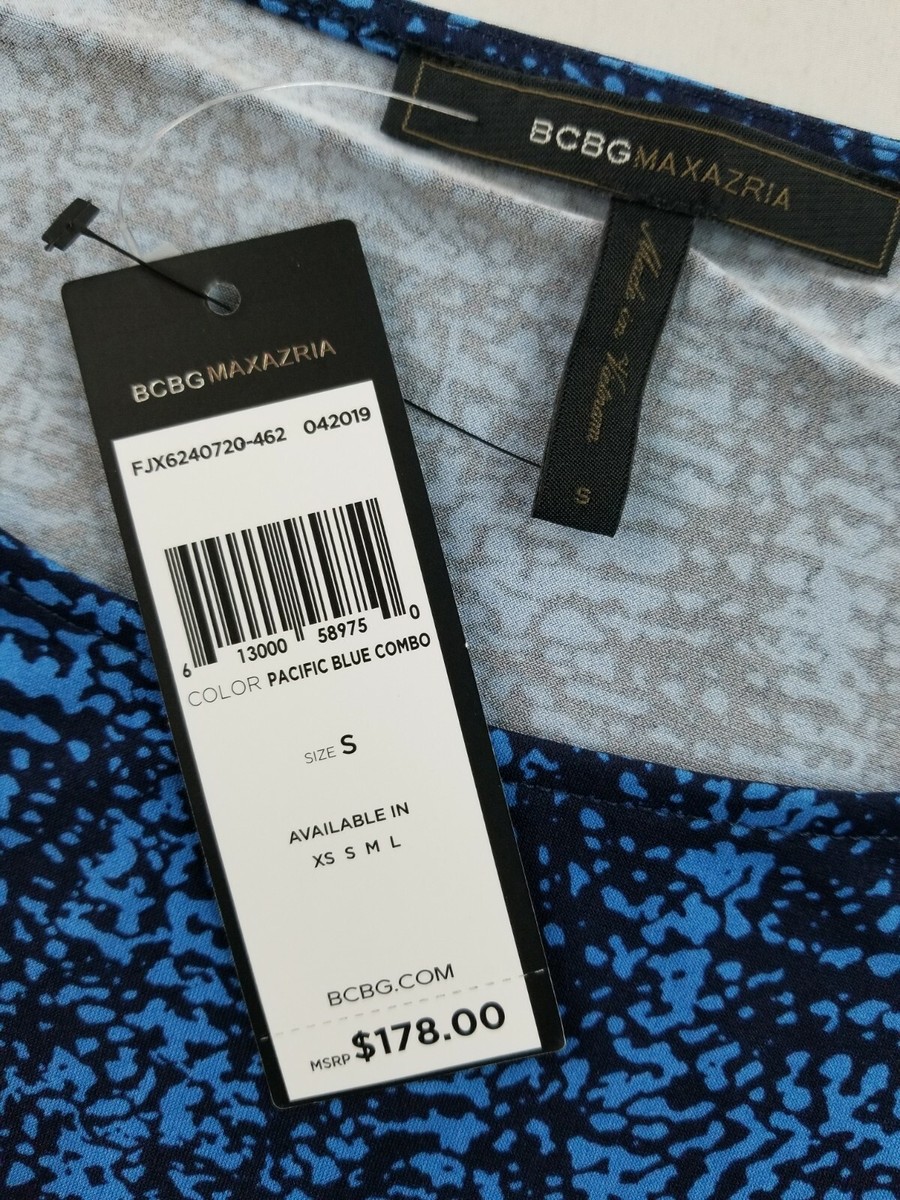 BCBGMAXAZRIA
Made in Vietnam
S
BCBGMAXAZRIA
FJX6240720-462 042019
6 13000 58975 0
COLOR PACIFIC BLUE COMBO
SIZE S
AVAILABLE IN
XS S M L
BCBG.COM
MSRP $178.00